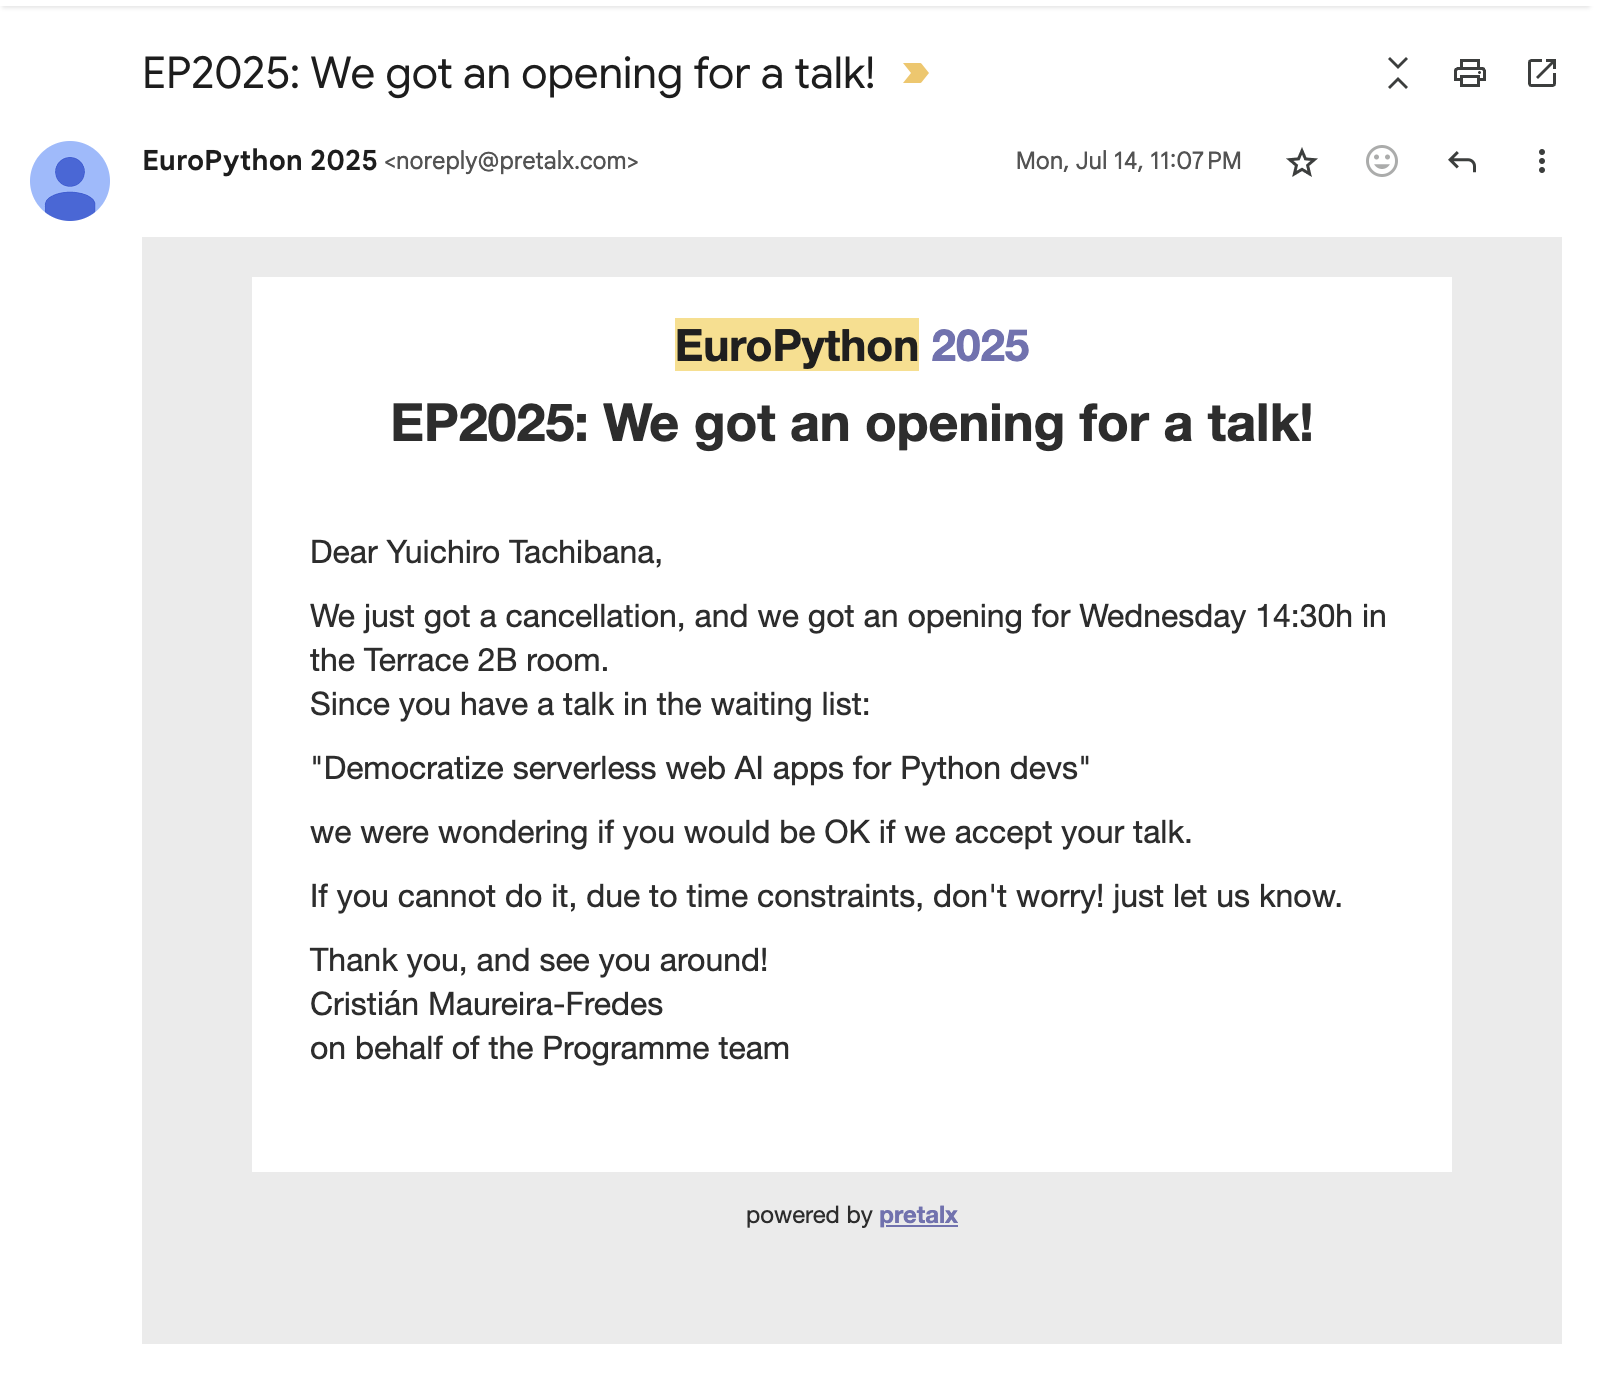 EP2025: We got an opening for a talk!
EuroPython 2025 <noreply@pretalx.com>
Mon, Jul 14, 11:07 PM
EuroPython 2025
EP2025: We got an opening for a talk!
Dear Yuichiro Tachibana,
We just got a cancellation, and we got an opening for Wednesday 14:30h in
the Terrace 2B room.
Since you have a talk in the waiting list:
"Democratize serverless web AI apps for Python devs"
we were wondering if you would be OK if we accept your talk.
If you cannot do it, due to time constraints, don't worry! just let us know.
Thank you, and see you around!
Cristián Maureira-Fredes
on behalf of the Programme team
powered by pretalx